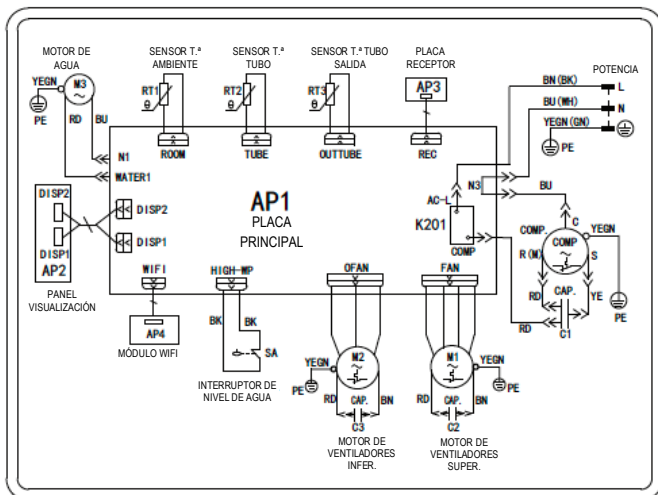 MOTOR DE
AGUA
SENSOR T.ª
AMBIENTE
SENSOR T.ª
TUBO
SENSOR T.ª TUBO
SALIDA
PLACA
RECEPTOR
POTENCIA
YEGN
M3
PE
RD
BU
RT1
θ
RT2
θ
RT3
θ
AP3
BN(BK)
L
BU(WH)
N
YEGN(GN)
PE
ROOM
TUBE
OUTTUBE
REC
N1
WATER1
AP1
PLACA
PRINCIPAL
AC-L
K201
COMP
N3
BU
C
DISP2
DISP1
AP2
PANEL
VISUALIZACIÓN
DISP2
DISP1
COMP.
COMP
YEGN
R(M)
S
RD
CAP.
YE
C1
RD
PE
WIFI
HIGH-WP
OFAN
FAN
AP4
MÓDULO WIFI
BK
BK
SA
INTERRUPTOR DE
NIVEL DE AGUA
M2
YEGN
PE
RD
CAP.
BN
C3
MOTOR DE
VENTILADORES
INFER.
M1
YEGN
PE
RD
CAP.
BN
C2
MOTOR DE
VENTILADORES
SUPER.